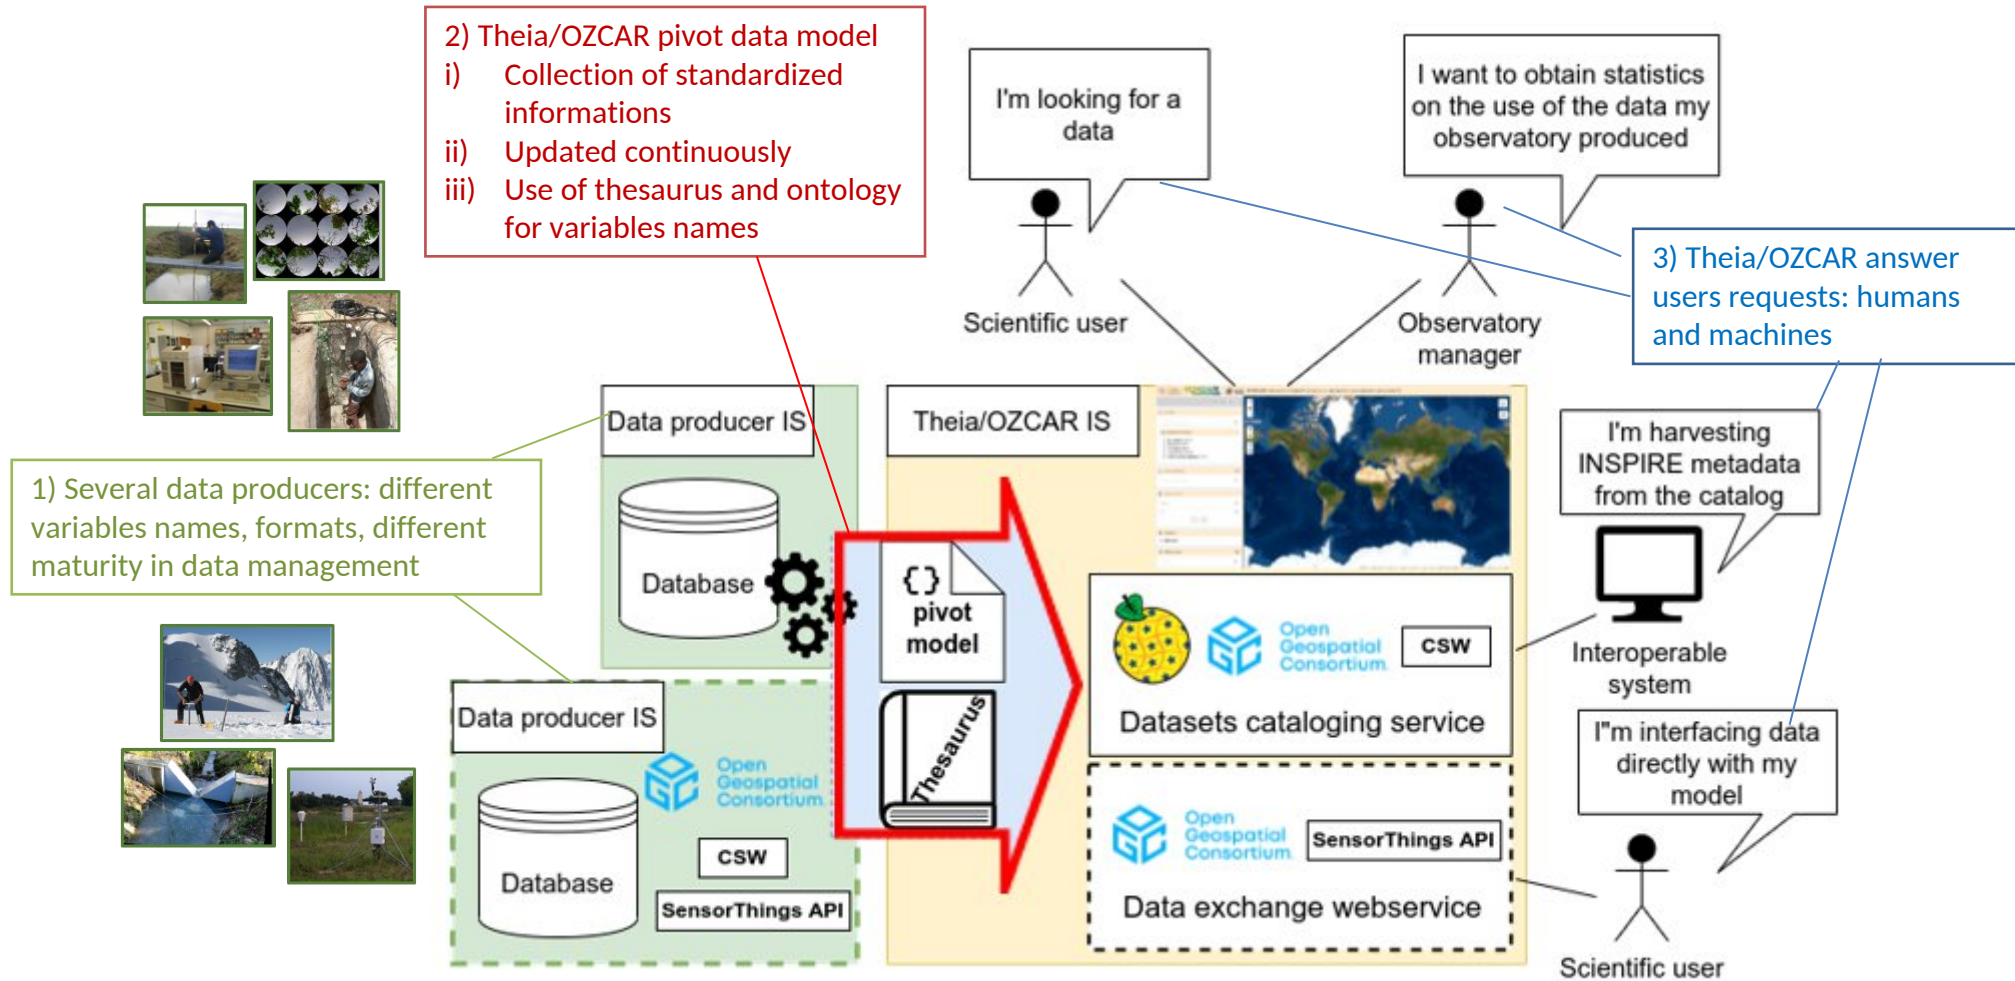 2) Theia/OZCAR pivot data model
i) Collection of standardized
informations
ii) Updated continuously
iii) Use of thesaurus and ontology
for variables names
I'm looking for a
data
I want to obtain statistics
on the use of the data my
observatory produced
Scientific user
Observatory
manager
3) Theia/OZCAR answer
users requests: humans
and machines
1) Several data producers: different
variables names, formats, different
maturity in data management
Data producer IS
Database
Data producer IS
Open
Geospatial
Consortium
Database
CSW
SensorThings API
{}
pivot
model
Thesaurus
Theia/OZCAR IS
OGC
Open
Geospatial
Consortium
CSW
Datasets cataloging service
Open
Geospatial
Consortium
SensorThings API
Data exchange webservice
I'm harvesting
INSPIRE metadata
from the catalog
Interoperable
system
I"m interfacing data
directly with my
model
Scientific user